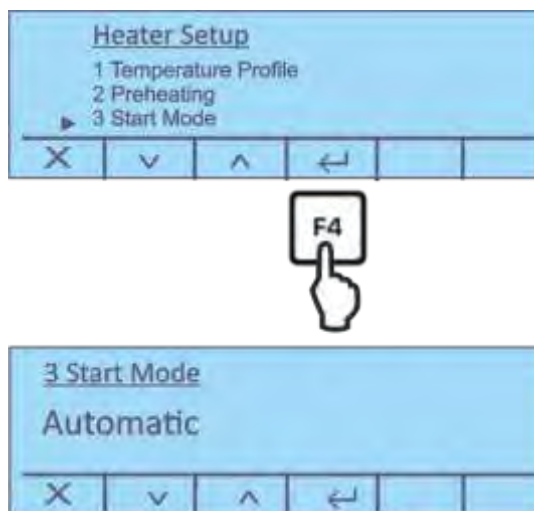 Heater Setup
1 Temperature Profile
2 Preheating
3 Start Mode
F4
3 Start Mode
Automatic